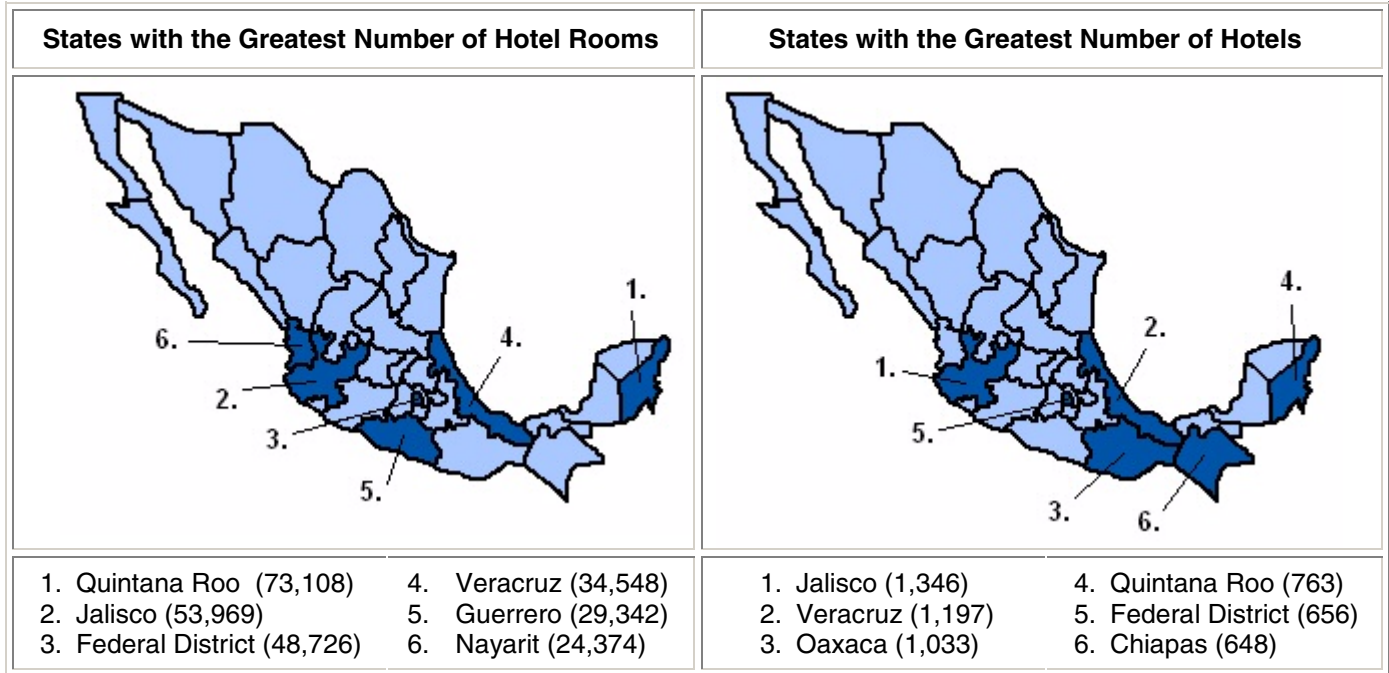 States with the Greatest Number of Hotel Rooms
States with the Greatest Number of Hotels
1.
6.
4.
2.
3.
5.
4.
2.
1.
5.
3.
6.
1. Quintana Roo (73,108)
2. Jalisco (53,969)
3. Federal District (48,726)
4. Veracruz (34,548)
5. Guerrero (29,342)
6. Nayarit (24,374)
1. Jalisco (1,346)
2. Veracruz (1,197)
3. Oaxaca (1,033)
4. Quintana Roo (763)
5. Federal District (656)
6. Chiapas (648)